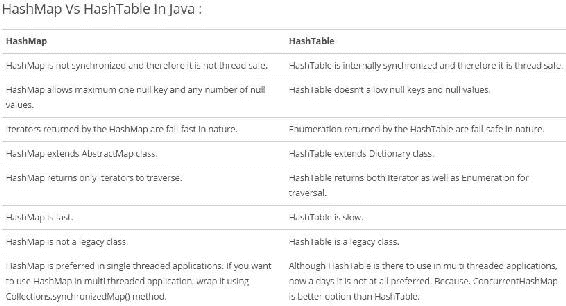 HashMap Vs HashTable In Java :
HashMap HashTable
HashMap is not synchronized and therefore it is not thread safe. HashTable is internally synchronized and therefore it is thread safe.
HashMap allows maximum one null key and any number of null HashTable doesn't allow null keys and null values.
values.
Iterators returned by the HashMap are fail-fast in nature. Enumeration returned by the HashTable are fail-safe in nature.
HashMap extends AbstractMap class. HashTable extends Dictionary class.
HashMap returns only iterators to traverse. HashTable returns both Iterator as well as Enumeration for
traversal.
HashMap is fast. HashTable is slow.
HashMap is not a legacy class. HashTable is a legacy class.
HashMap is preferred in single threaded applications. If you want Although HashTable is there to use in multi threaded applications,
to use HashMap in multi threaded application, wrap it using now a days it is not at all preferred. Because, ConcurrentHashMap
Collections.synchronizedMap() method. is better option than HashTable.